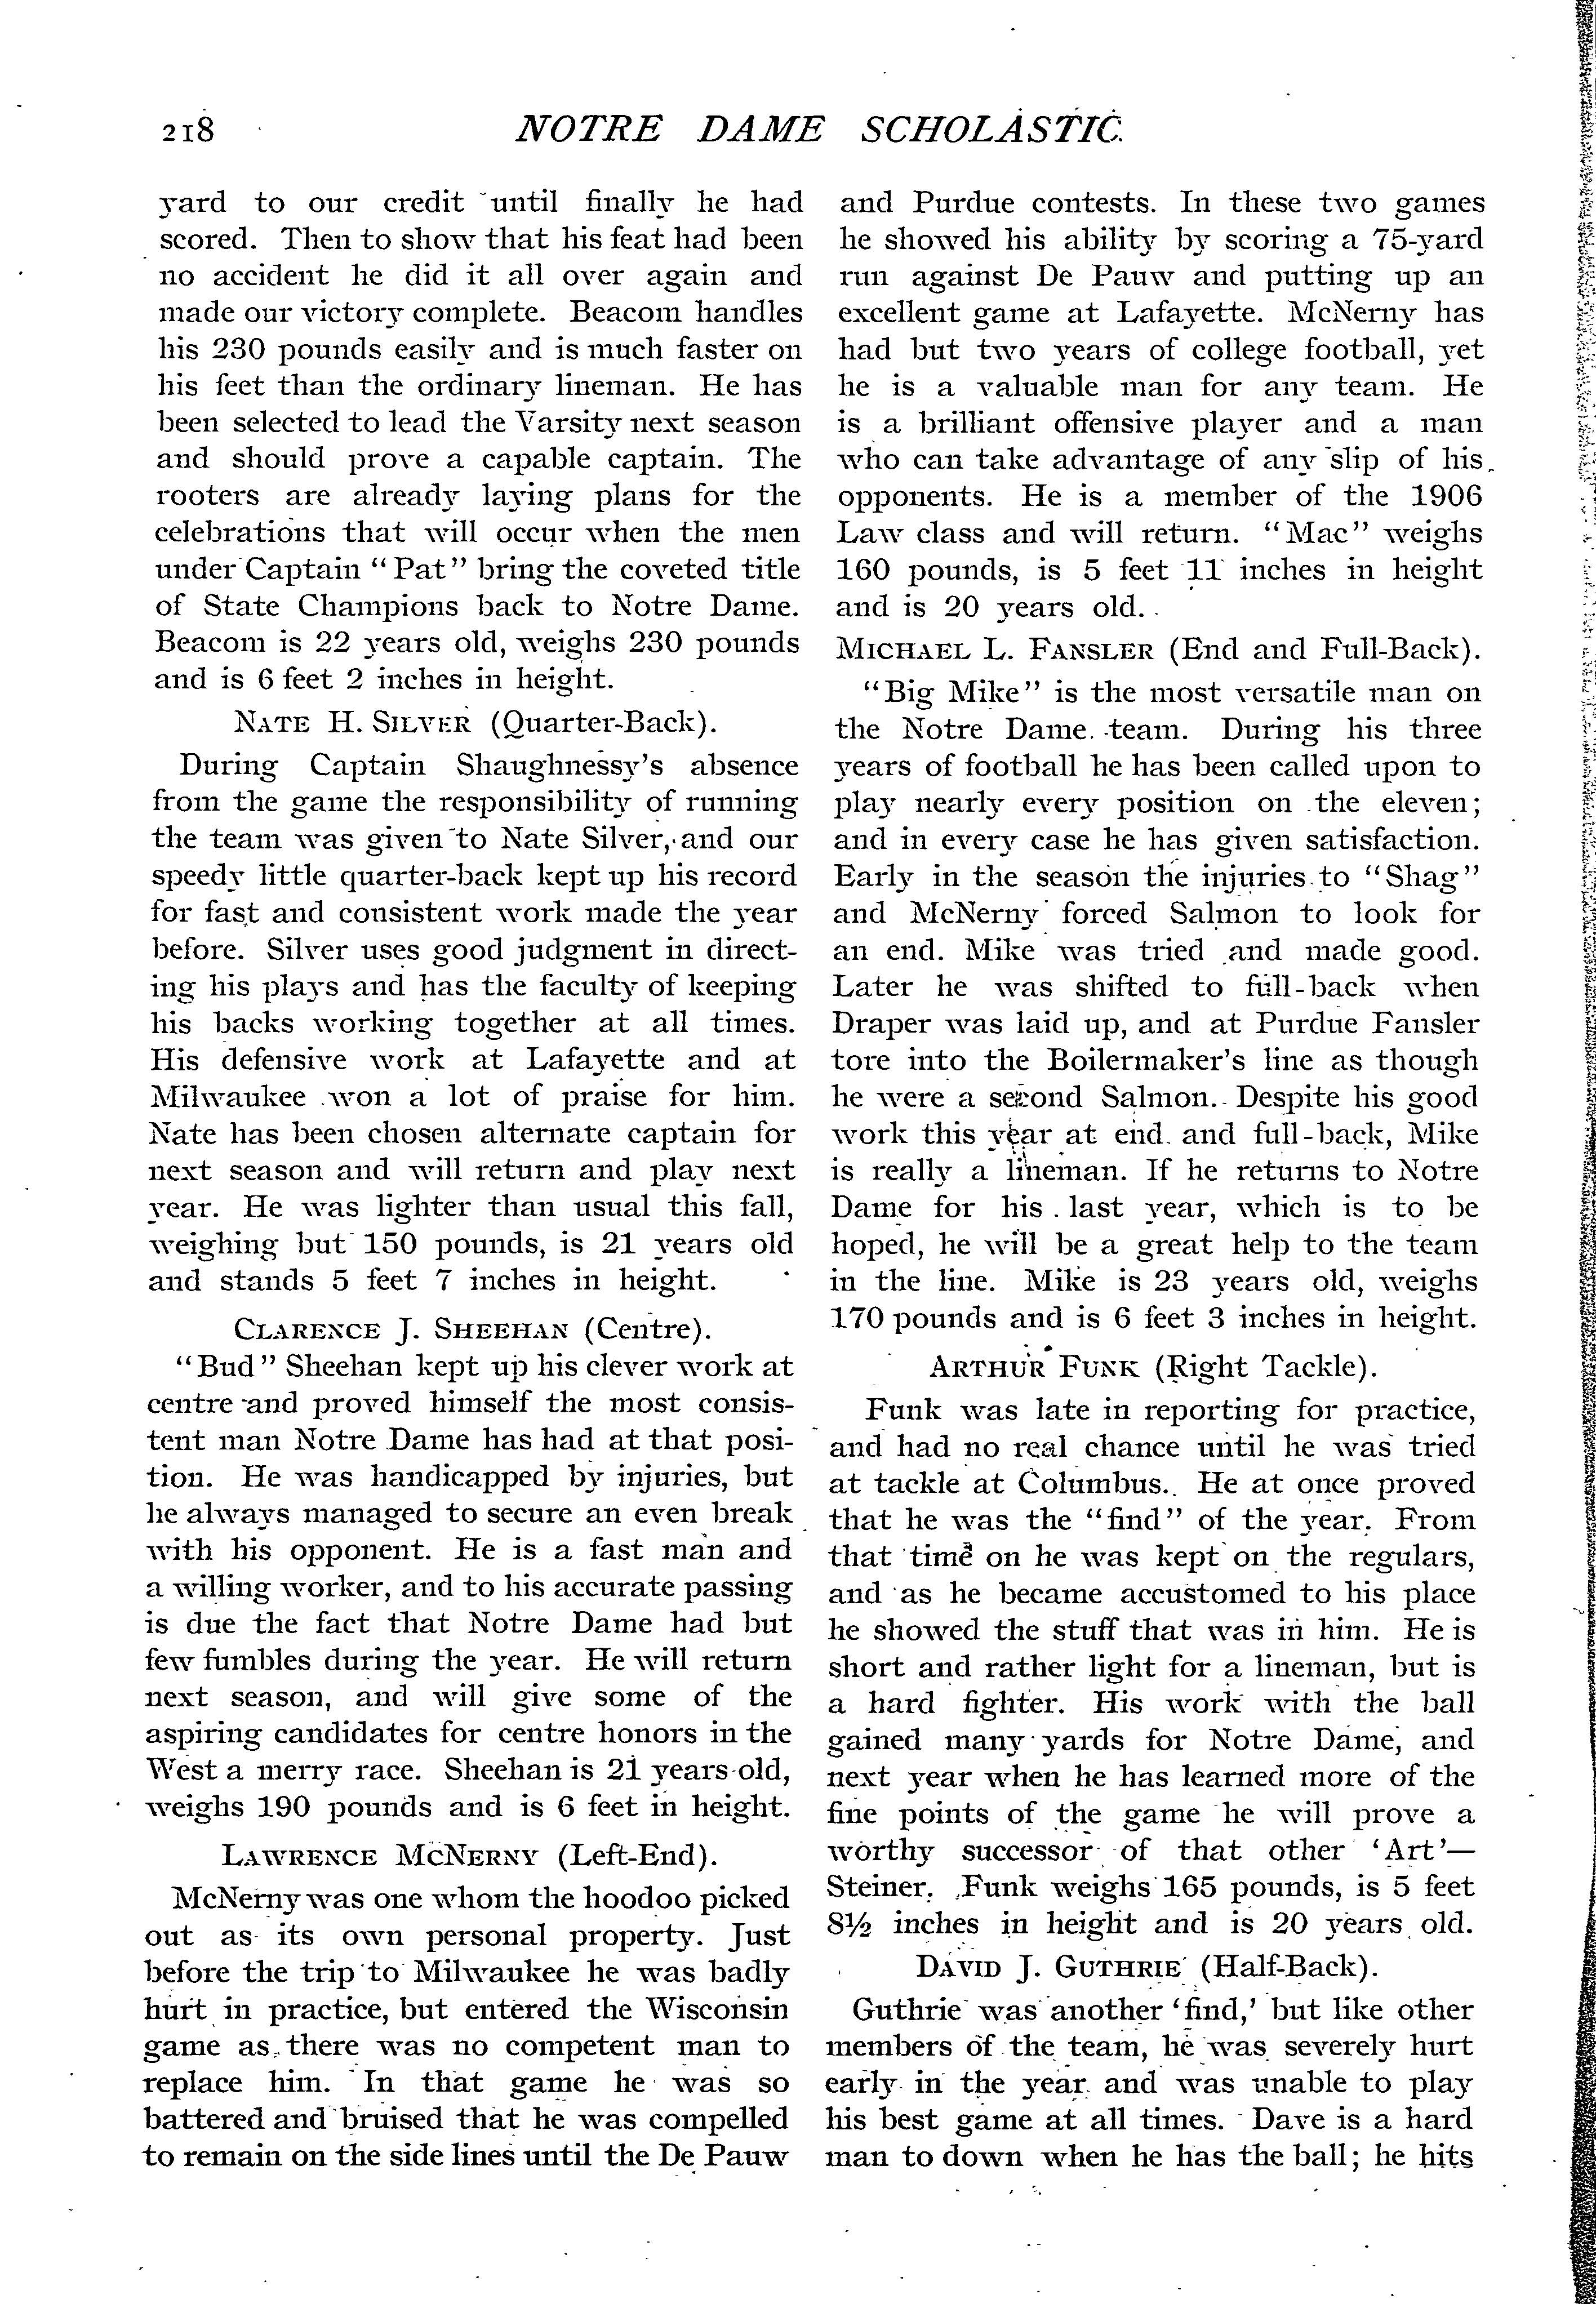 218
NOTRE DAME SCHOLASTIC.
yard to our credit until finally he had
scored. Then to show that his feat had been
no accident he did it all over again and
made our victory complete. Beacom handles
his 230 pounds easily and is much faster on
his feet than the ordinary lineman. He has
been selected to lead the Varsity next season
and should prove a capable captain. The
rooters are already laying plans for the
celebrations that will occur when the men
under Captain "Pat" bring the coveted title
of State Champions back to Notre Dame.
Beacom is 22 years old, weighs 230 pounds
and is 6 feet 2 inches in height.
NATE H. SILVER (Quarter-Back).
During Captain Shaughnessy's absence
from the game the responsibility of running
the team was given to Nate Silver, and our
speedy little quarter-back kept up his record
for fast and consistent work made the year
before. Silver uses good judgment in direct-
ing his plays and has the faculty of keeping
his backs working together at all times.
His defensive work at Lafayette and at
Milwaukee won a lot of praise for him.
Nate has been chosen alternate captain for
next season and will return and play next
year. He was lighter than usual this fall,
weighing but 150 pounds, is 21 years old
and stands 5 feet 7 inches in height.
CLARENCE J. SHEEHAN (Centre).
"Bud" Sheehan kept up his clever work at
centre and proved himself the most consis-
tent man Notre Dame has had at that posi-
tion. He was handicapped by injuries, but
he always managed to secure an even break
with his opponent. He is a fast man and
a willing worker, and to his accurate passing
is due the fact that Notre Dame had but
few fumbles during the year. He will return
next season, and will give some of the
aspiring candidates for centre honors in the
West a merry race. Sheehan is 21 years old,
weighs 190 pounds and is 6 feet in height.
LAWRENCE MCNERNY (Left-End).
McNerny was one whom the hoodoo picked
out as its own personal property. Just
before the trip to Milwaukee he was badly
hurt in practice, but entered the Wisconsin
game as there was no competent man to
replace him. In that game he was so
battered and bruised that he was compelled
to remain on the side lines until the De Pauw
and Purdue contests. In these two games
he showed his ability by scoring a 75-yard
run against De Pauw and putting up an
excellent game at Lafayette. McNerny has
had but two years of college football, yet
he is a valuable man for any team. He
is a brilliant offensive player and a man
who can take advantage of any slip of his
opponents. He is a member of the 1906
Law class and will return. "Mac" weighs
160 pounds, is 5 feet 11 inches in height
and is 20 years old.
MICHAEL L. FANSLER (End and Full-Back).
"Big Mike" is the most versatile man on
the Notre Dame team. During his three
years of football he has been called upon to
play nearly every position on the eleven;
and in every case he has given satisfaction.
Early in the season the injuries to "Shag"
and McNerny forced Salmon to look for
an end. Mike was tried and made good.
Later he was shifted to full-back when
Draper was laid up, and at Purdue Fansler
tore into the Boilermaker's line as though
he were a second Salmon. Despite his good
work this year at end and full-back, Mike
is really a lineman. If he returns to Notre
Dame for his last year, which is to be
hoped, he will be a great help to the team
in the line. Mike is 23 years old, weighs
170 pounds and is 6 feet 3 inches in height.
ARTHUR FUNK (Right Tackle).
Funk was late in reporting for practice,
and had no real chance until he was tried
at tackle at Columbus. He at once proved
that he was the "find" of the year. From
that time on he was kept on the regulars,
and as he became accustomed to his place
he showed the stuff that was in him. He is
short and rather light for a lineman, but is
a hard fighter. His work with the ball
gained many yards for Notre Dame, and
next year when he has learned more of the
fine points of the game he will prove a
worthy successor of that other 'Art'—
Steiner. Funk weighs 165 pounds, is 5 feet
8½ inches in height and is 20 years old.
DAVID J. GUTHRIE (Half-Back).
Guthrie was another 'find,' but like other
members of the team, he was severely hurt
early in the year and was unable to play
his best game at all times. Dave is a hard
man to down when he has the ball; he hits